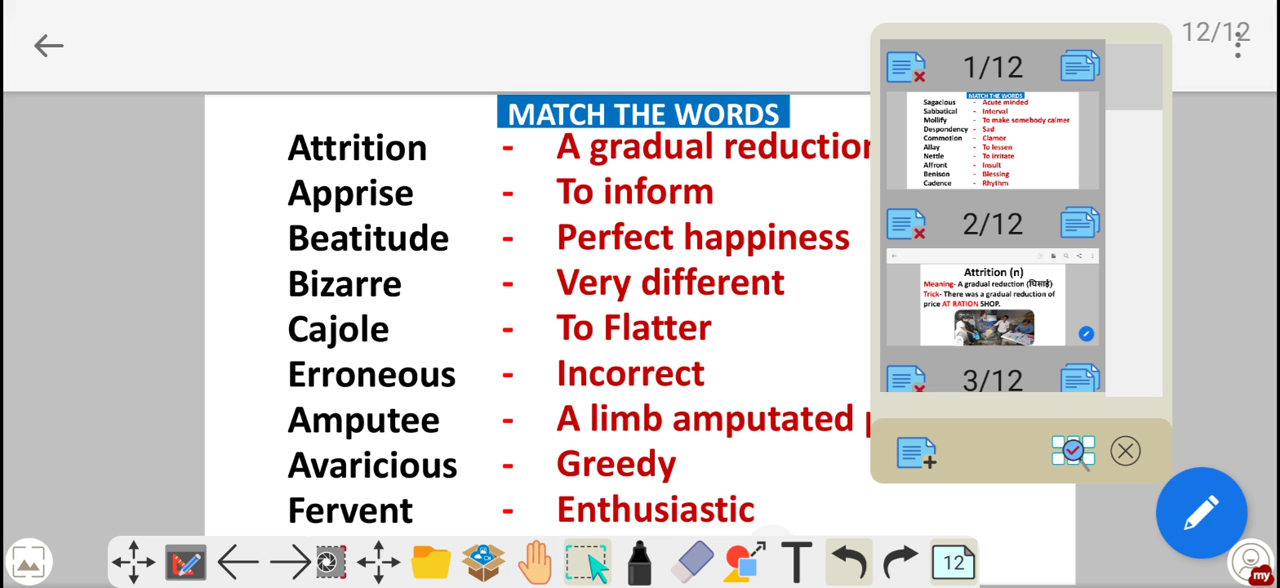 12/12
MATCH THE WORDS
Attrition - A gradual reduction
Apprise - To inform
Beatitude - Perfect happiness
Bizarre - Very different
Cajole - To Flatter
Erroneous - Incorrect
Amputee - A limb amputated
Avaricious - Greedy
Fervent - Enthusiastic
1/12
MATCH THE WORDS
Sagacious - Acute minded
Sabbatical - Interval
Mollify - To make somebody calmer
Despondency - Sad
Commotion - Clamor
Allay - To lessen
Nettle - To irritate
Affront - Insult
Benison - Blessing
Cadence - Rhythm
2/12
Attrition (n)
Meaning- A gradual reduction (घिसाई)
Trick- There was a gradual reduction of
price AT RATION SHOP.
3/12
T
12
my